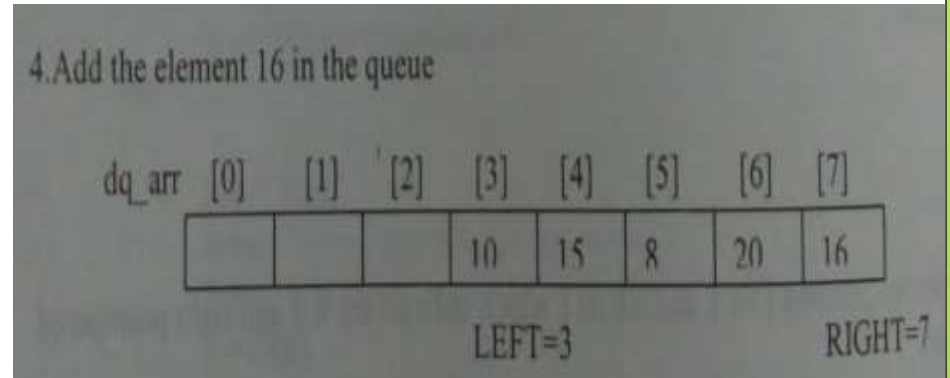 4.Add the element 16 in the queue
dq_arr [0] [1] [2] [3] [4] [5] [6] [7]
10 15 8 20 16
LEFT=3 RIGHT=7